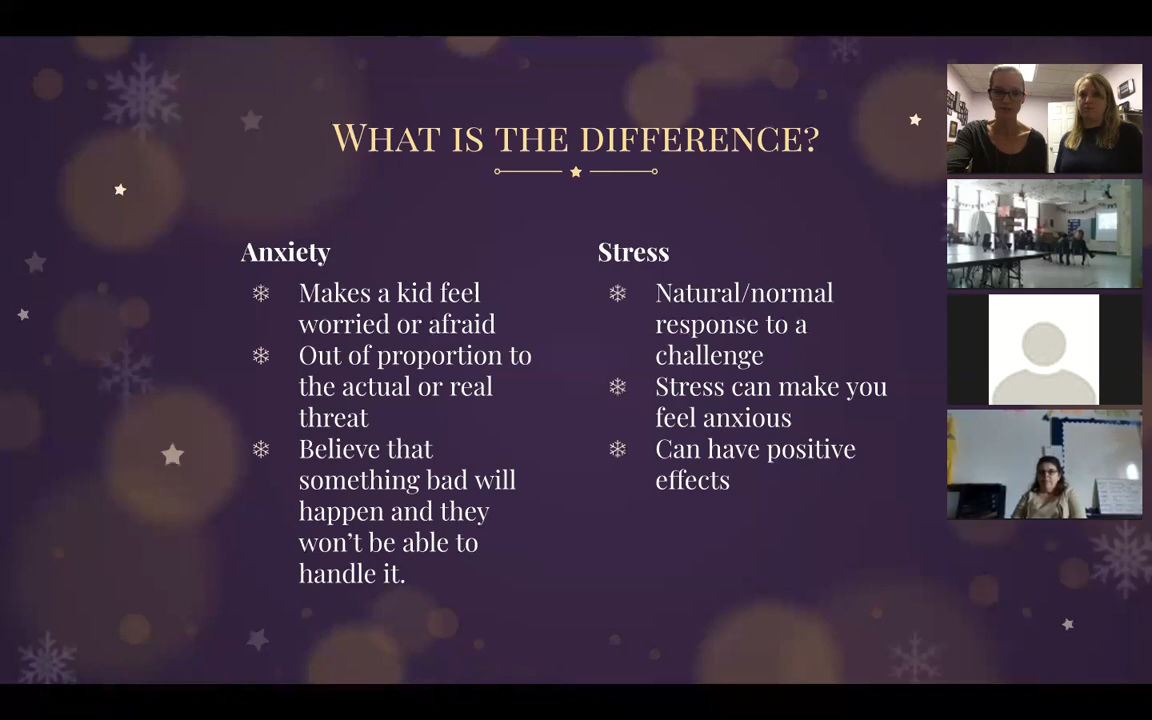 What is the difference?
Anxiety
Makes a kid feel
worried or afraid
Out of proportion to
the actual or real
threat
Believe that
something bad will
happen and they
won't be able to
handle it.
Stress
Natural/normal
response to a
challenge
Stress can make you
feel anxious
Can have positive
effects